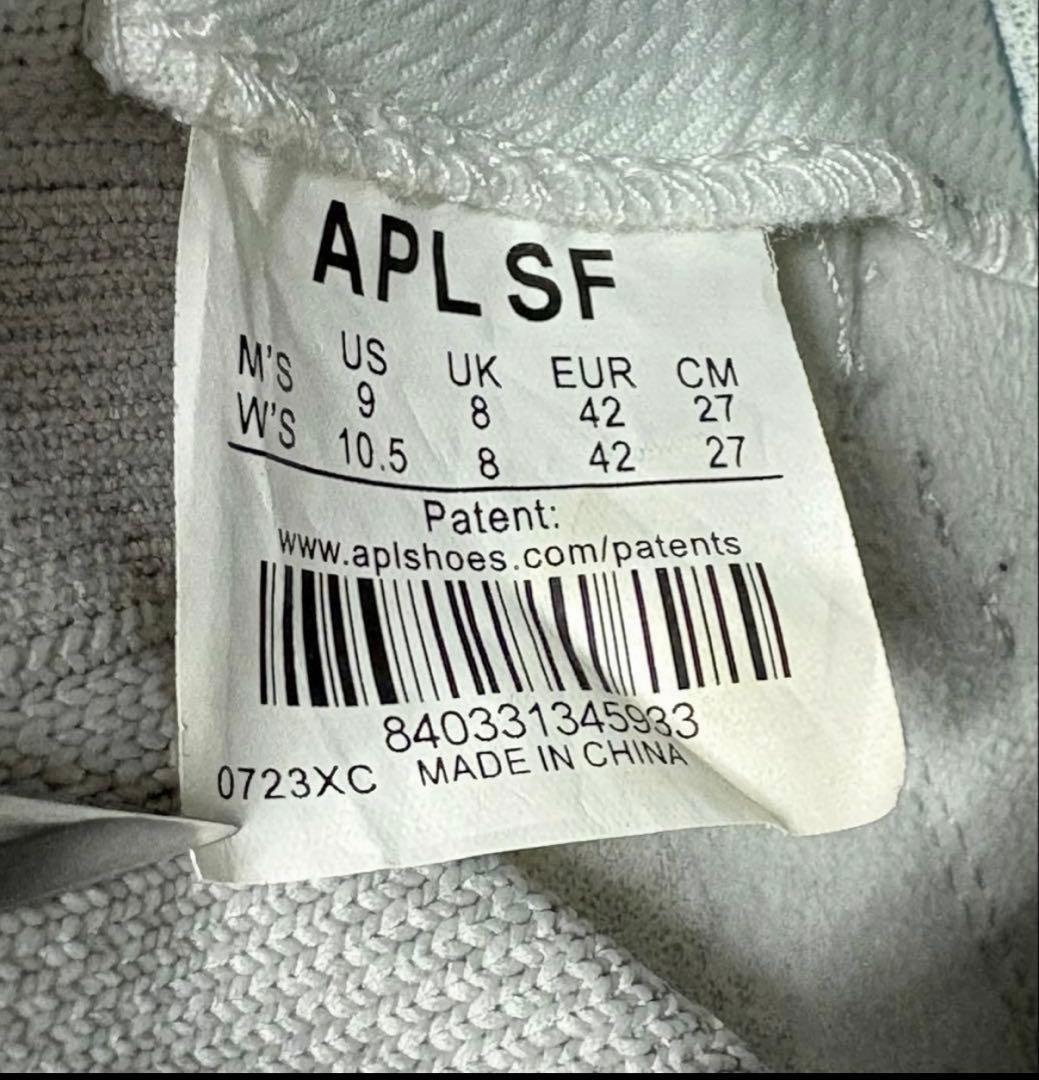 APL SF
US UK EUR CM
M'S 9 8 42 27
W'S 10.5 8 42 27
Patent:
www.aplshoes.com/patents
840331345933
0723XC MADE IN CHINA